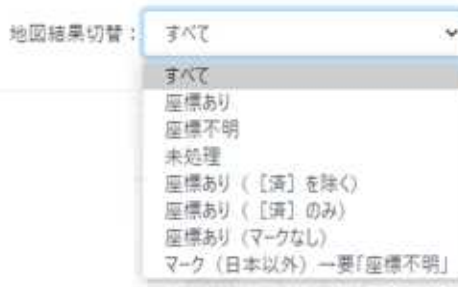 地図結果切替： すべて
すべて
座標あり
座標不明
未処理
座標あり（［済］を除く）
座標あり（［済］のみ）
座標あり（マークなし）
マーク（日本以外）→要「座標不明」